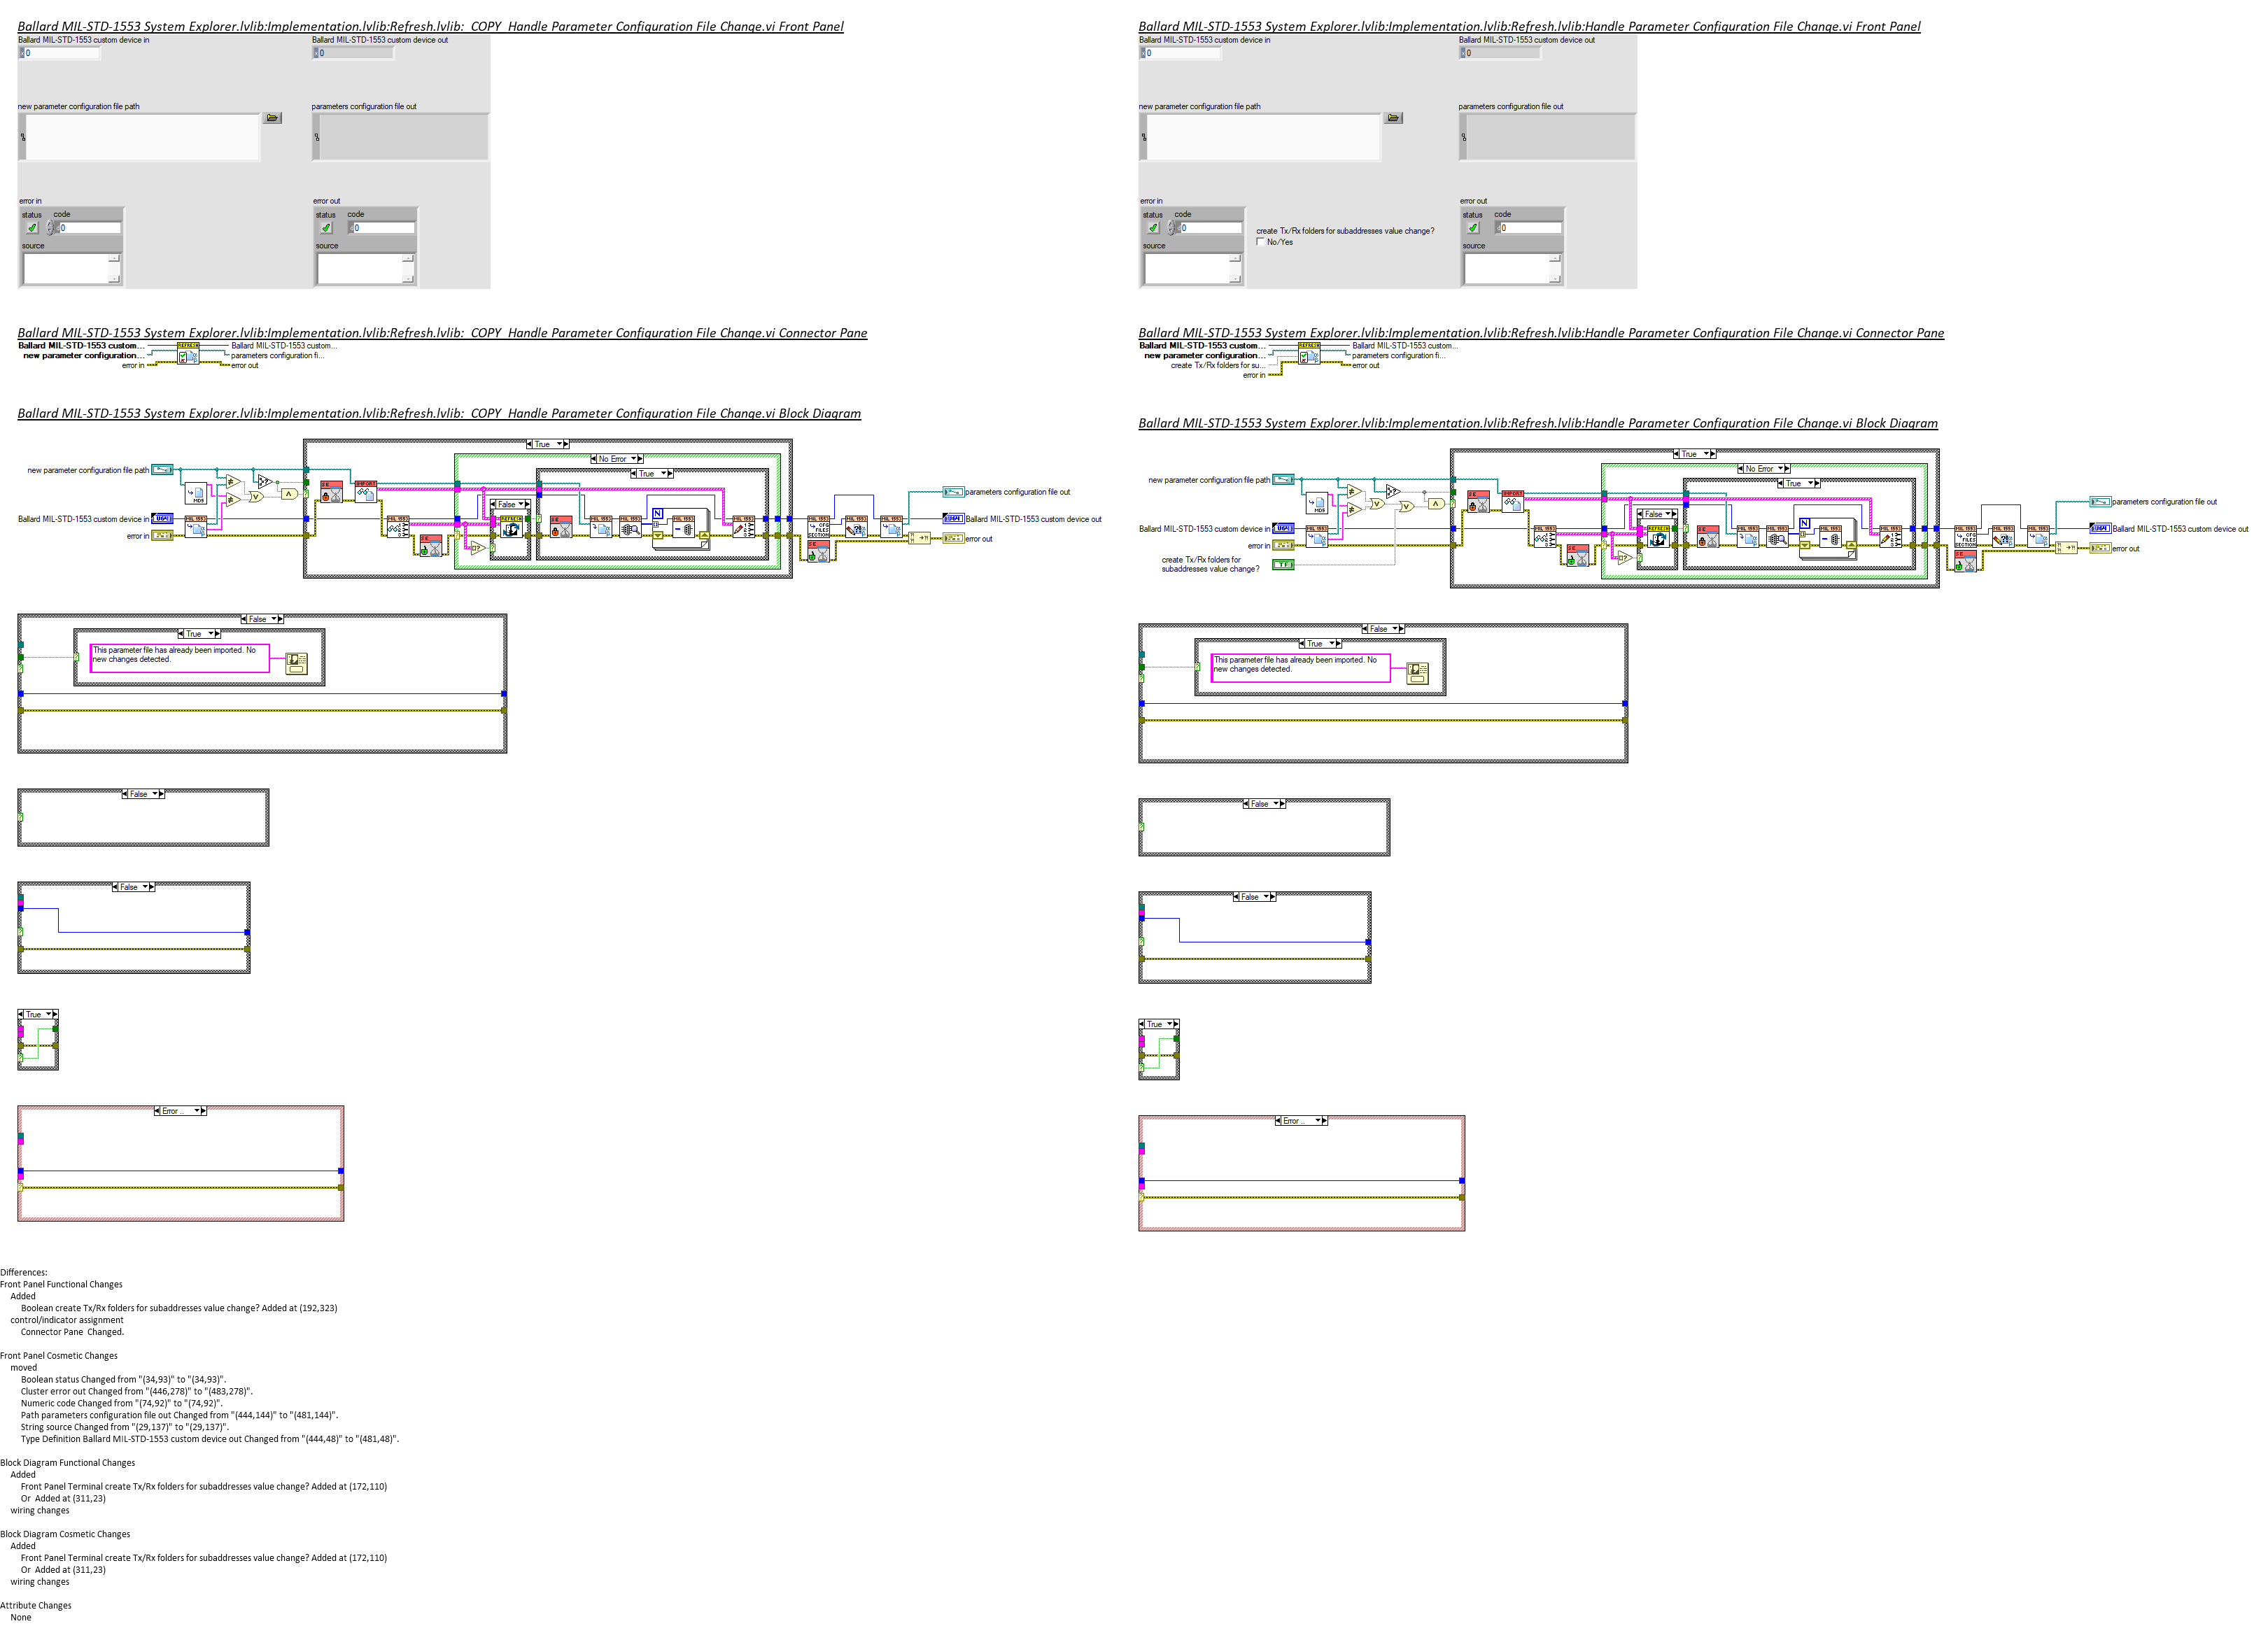 Ballard MIL-STD-1553 System Explorer.lvlib:Implementation.lvlib:Refresh.lvlib:  COPY  Handle Parameter Configuration File Change.vi Front Panel
Ballard MIL-STD-1553 custom device in
Ballard MIL-STD-1553 custom device out
0
0
new parameter configuration file path
parameters configuration file out
error in
error out
status
code
status
code
0
0
source
source
Ballard MIL-STD-1553 System Explorer.lvlib:Implementation.lvlib:Refresh.lvlib:  COPY  Handle Parameter Configuration File Change.vi Connector Pane
Ballard MIL-STD-1553 custom...
Ballard MIL-STD-1553 custom...
new parameter configuration...
parameters configuration fi...
error in
error out
REFRESH
Ballard MIL-STD-1553 System Explorer.lvlib:Implementation.lvlib:Refresh.lvlib:  COPY  Handle Parameter Configuration File Change.vi Block Diagram
True
No Error
True
new parameter configuration file path
parameters configuration file out
Ballard MIL-STD-1553 custom device in
Ballard MIL-STD-1553 custom device out
error in
error out
False
False
True
This parameter file has already been imported. No
new changes detected.
False
False
True
Error ..
Ballard MIL-STD-1553 System Explorer.lvlib:Implementation.lvlib:Refresh.lvlib:Handle Parameter Configuration File Change.vi Front Panel
Ballard MIL-STD-1553 custom device in
Ballard MIL-STD-1553 custom device out
0
0
new parameter configuration file path
parameters configuration file out
error in
error out
status
code
status
code
0
0
create Tx/Rx folders for subaddresses value change?
No/Yes
source
source
Ballard MIL-STD-1553 System Explorer.lvlib:Implementation.lvlib:Refresh.lvlib:Handle Parameter Configuration File Change.vi Connector Pane
Ballard MIL-STD-1553 custom...
Ballard MIL-STD-1553 custom...
new parameter configuration...
parameters configuration fi...
create Tx/Rx folders for su...
error out
error in
REFRESH
Ballard MIL-STD-1553 System Explorer.lvlib:Implementation.lvlib:Refresh.lvlib:Handle Parameter Configuration File Change.vi Block Diagram
True
No Error
True
new parameter configuration file path
parameters configuration file out
Ballard MIL-STD-1553 custom device in
Ballard MIL-STD-1553 custom device out
error in
error out
create Tx/Rx folders for
subaddresses value change?
False
False
True
This parameter file has already been imported. No
new changes detected.
False
False
True
Error ..
Differences:
Front Panel Functional Changes
Added
Boolean create Tx/Rx folders for subaddresses value change? Added at (192,323)
control/indicator assignment
Connector Pane  Changed.
Front Panel Cosmetic Changes
moved
Boolean status Changed from "(34,93)" to "(34,93)".
Cluster error out Changed from "(446,278)" to "(483,278)".
Numeric code Changed from "(74,92)" to "(74,92)".
Path parameters configuration file out Changed from "(444,144)" to "(481,144)".
String source Changed from "(29,137)" to "(29,137)".
Type Definition Ballard MIL-STD-1553 custom device out Changed from "(444,48)" to "(481,48)".
Block Diagram Functional Changes
Added
Front Panel Terminal create Tx/Rx folders for subaddresses value change? Added at (172,110)
Or  Added at (311,23)
wiring changes
Block Diagram Cosmetic Changes
Added
Front Panel Terminal create Tx/Rx folders for subaddresses value change? Added at (172,110)
Or  Added at (311,23)
wiring changes
Attribute Changes
None